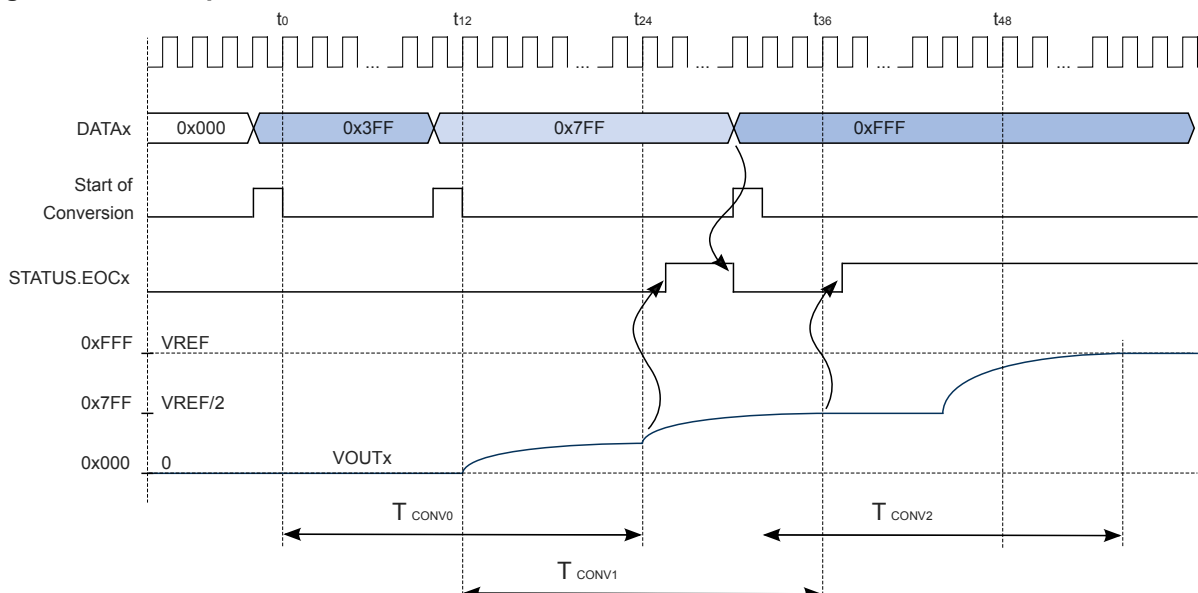 t0 t12 t24 t36 t48
... ... ... ... ... ...
DATAx 0x000 0x3FF 0x7FF 0xFFF
Start of
Conversion
STATUS.EOCx
0xFFF VREF
0x7FF VREF/2
0x000 0 VOUTx
T CONV0 T CONV2
T CONV1